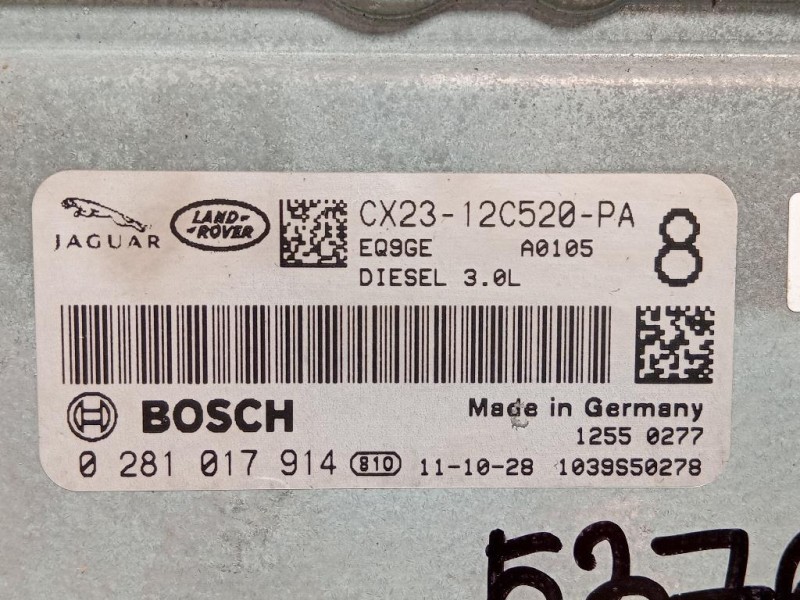 JAGUAR
LAND-
-ROVER
CX23-12C520-PA
EQ9GE A0105
DIESEL 3.0L
8
BOSCH
Made in Germany
1255 0277
0 281 017 914 810 11-10-28 1039S50278